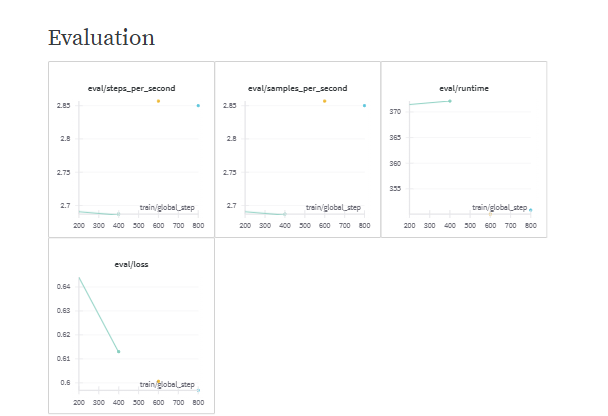 Evaluation
eval/steps_per_second
2.85
2.8
2.75
2.7
train/global_step
200 300 400 500 600 700 800
eval/samples_per_second
2.85
2.8
2.75
2.7
train/global_step
200 300 400 500 600 700 800
eval/runtime
370
365
360
355
train/global_step
200 300 400 500 600 700 800
eval/loss
0.64
0.63
0.62
0.61
0.6
train/global_step
200 300 400 500 600 700 800